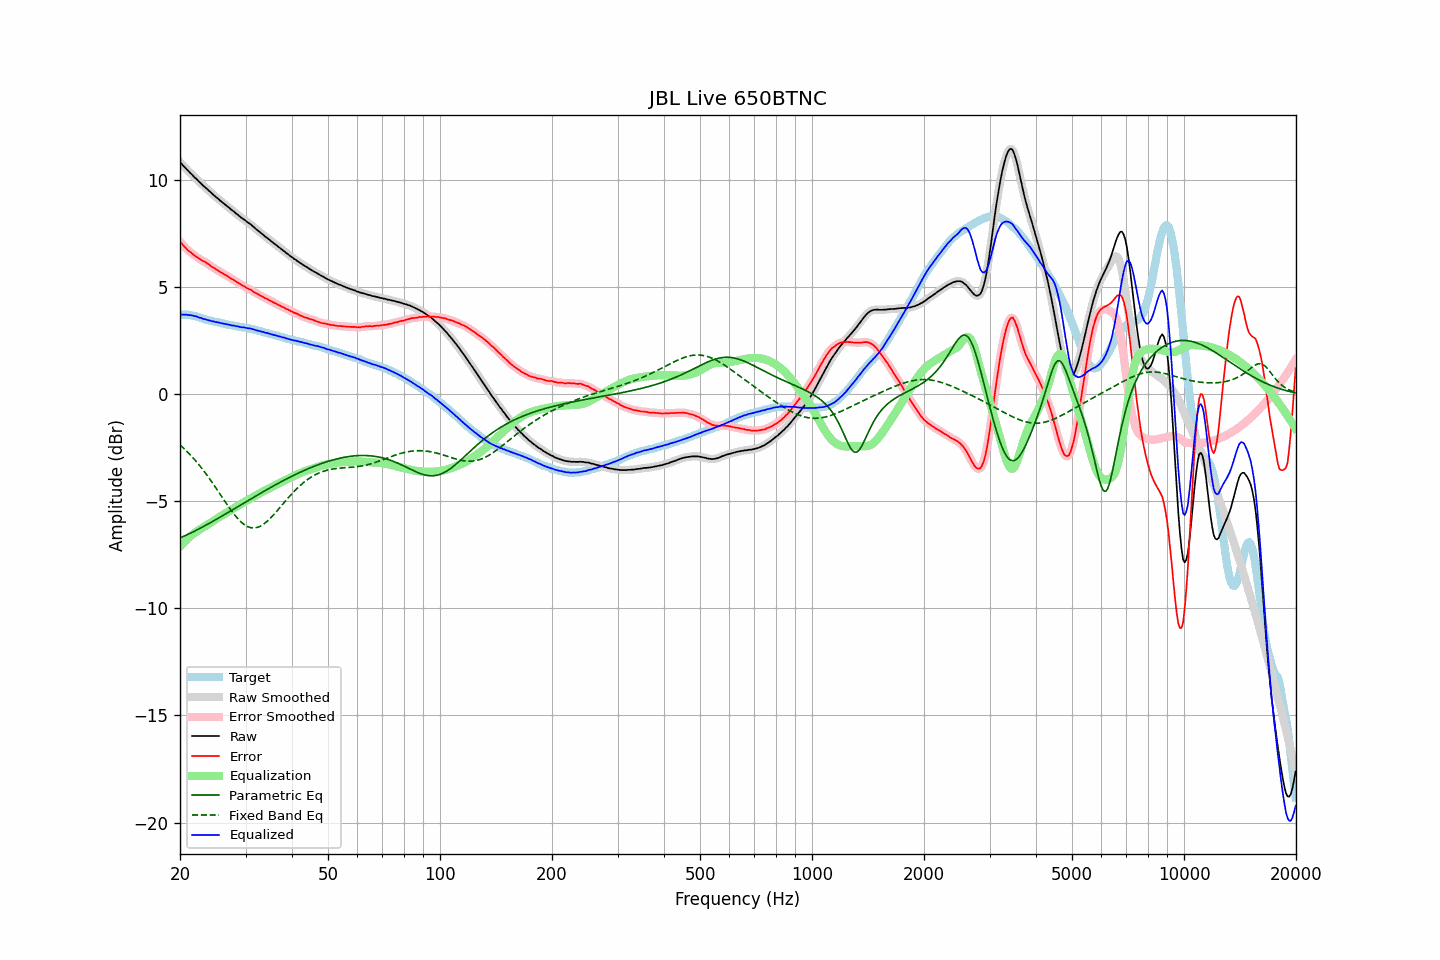 JBL Live 650BTNC
Amplitude (dBr)
10
5
0
−5
−10
−15
−20
Target
Raw Smoothed
Error Smoothed
Raw
Error
Equalization
Parametric Eq
Fixed Band Eq
Equalized
20
50
100
200
500
1000
2000
5000
10000
20000
Frequency (Hz)